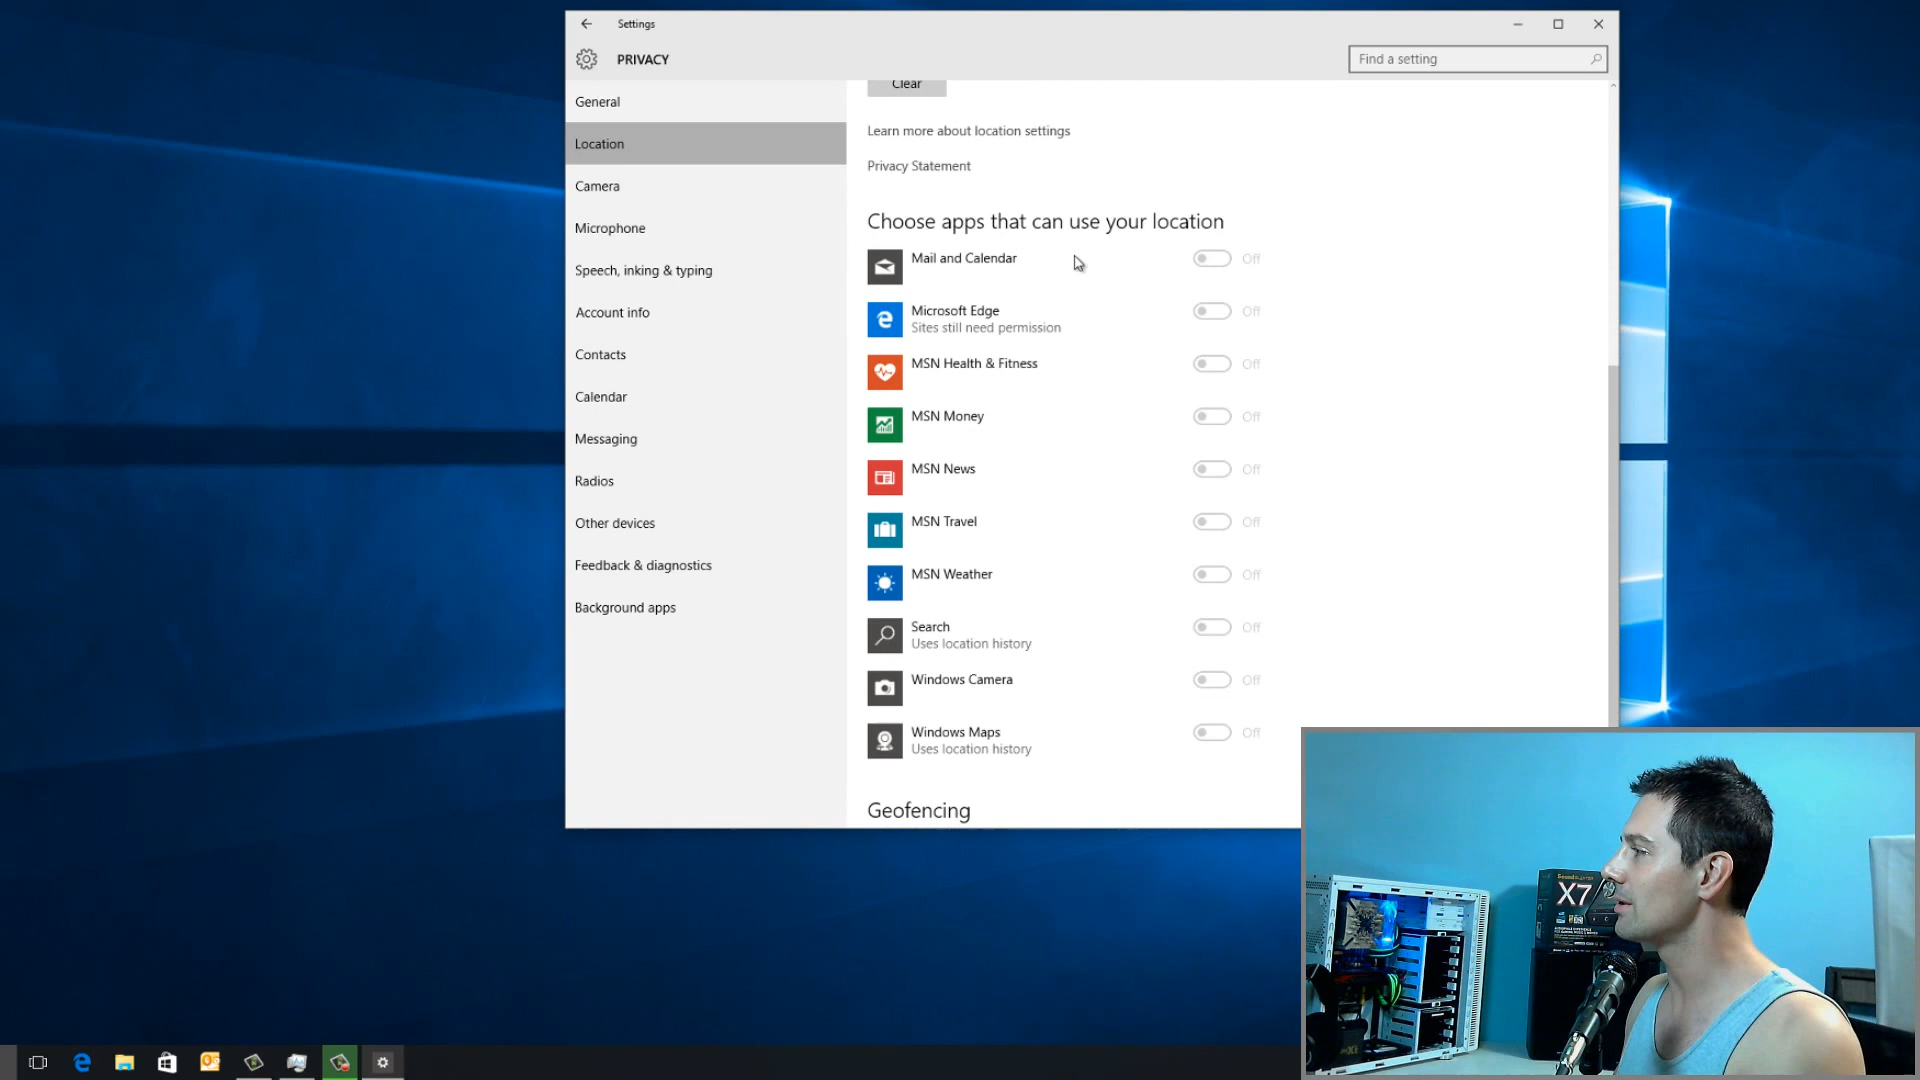 Settings
PRIVACY
Find a setting
General
Location
Camera
Microphone
Speech, inking & typing
Account info
Contacts
Calendar
Messaging
Radios
Other devices
Feedback & diagnostics
Background apps
Clear
Learn more about location settings
Privacy Statement
Choose apps that can use your location
Mail and Calendar
Off
Microsoft Edge
Sites still need permission
Off
MSN Health & Fitness
Off
MSN Money
Off
MSN News
Off
MSN Travel
Off
MSN Weather
Off
Search
Uses location history
Off
Windows Camera
Off
Windows Maps
Uses location history
Off
Geofencing
X7